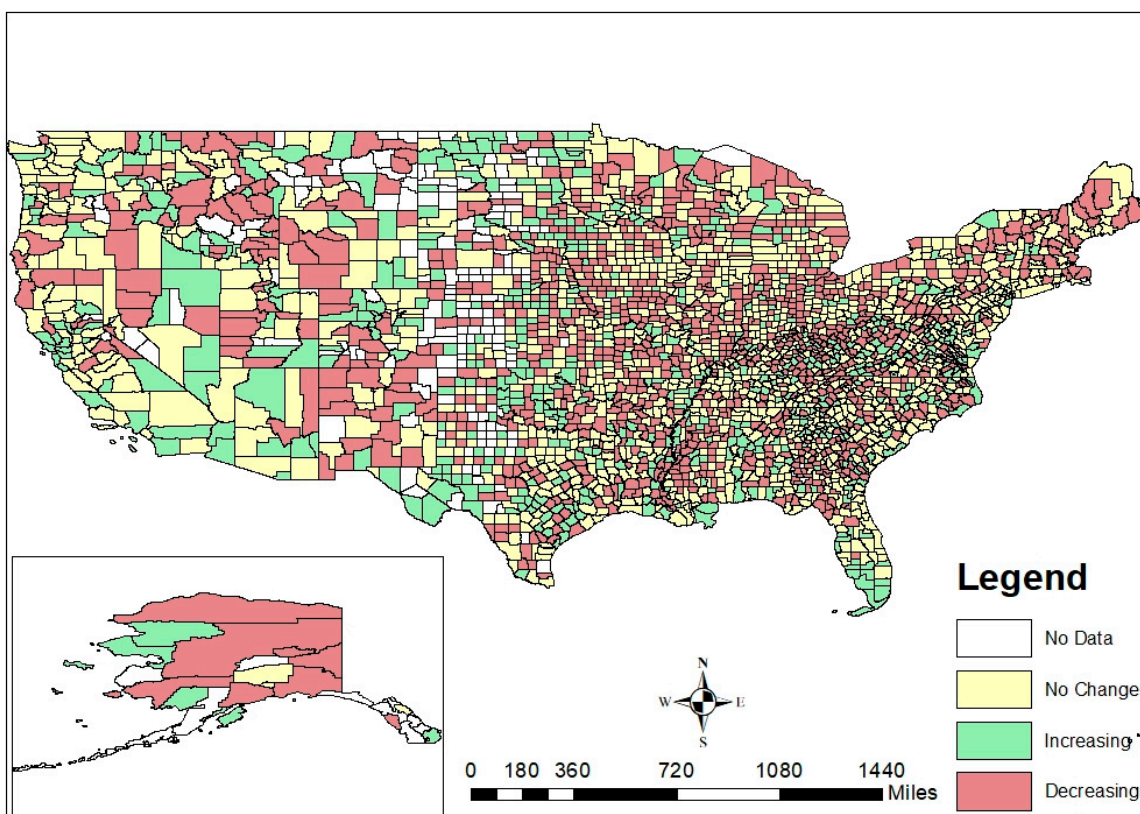 Legend
No Data
No Change
Increasing
Decreasing
N
W E
S
0 180 360 720 1080 1440
Miles